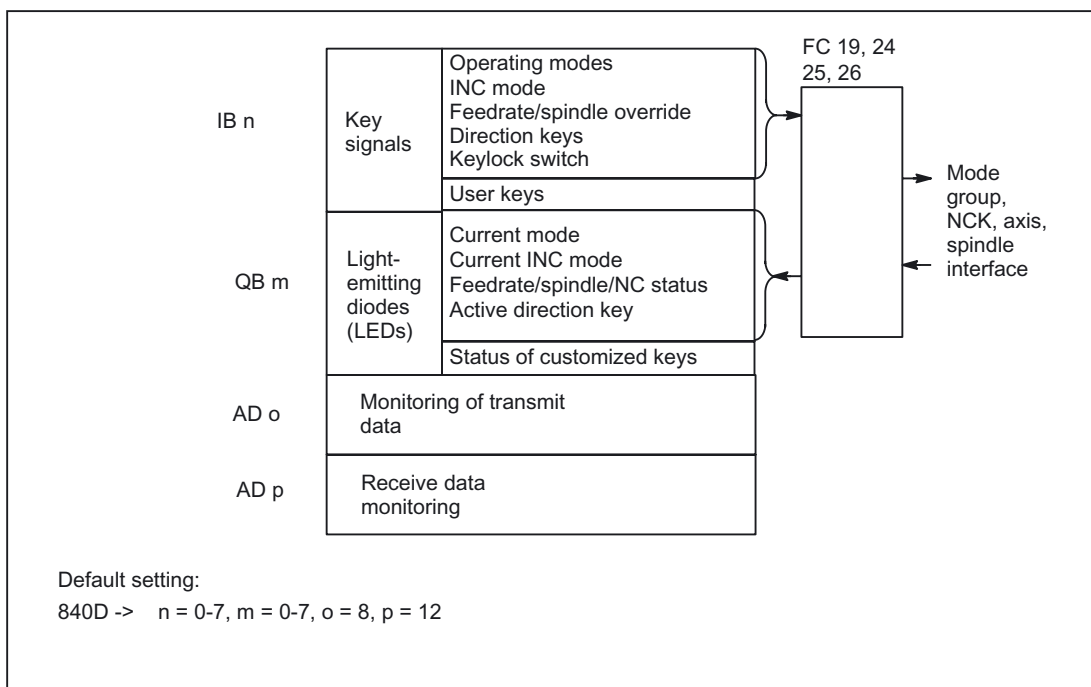 FC 19, 24
25, 26
IB n
Key
signals
Operating modes
INC mode
Feedrate/spindle override
Direction keys
Keylock switch
User keys
Mode
group,
NCK, axis,
spindle
interface
QB m
Light-
emitting
diodes
(LEDs)
Current mode
Current INC mode
Feedrate/spindle/NC status
Active direction key
Status of customized keys
AD o
Monitoring of transmit
data
AD p
Receive data
monitoring
Default setting:
840D -> n = 0-7, m = 0-7, o = 8, p = 12